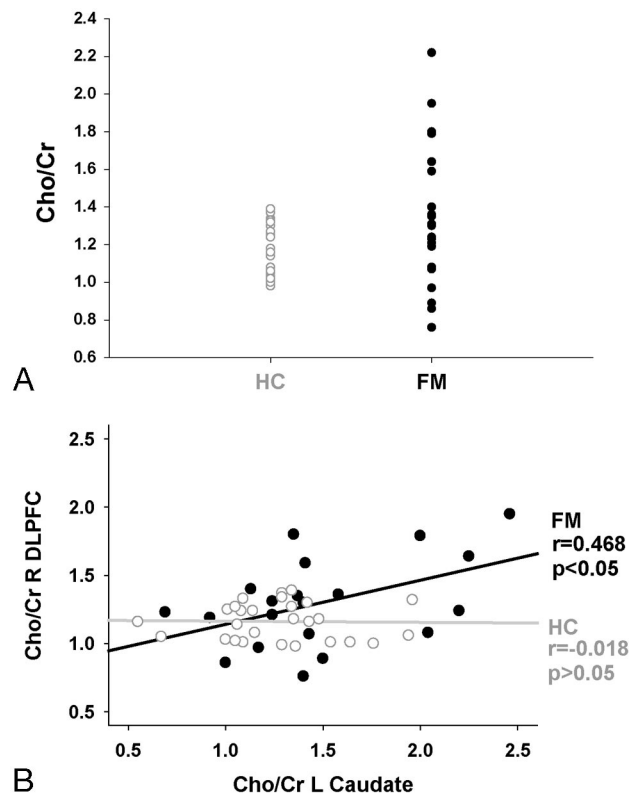 2.4
2.2
2.0
1.8
1.6
1.4
1.2
1.0
0.8
0.6
Cho/Cr
HC
FM
A
2.5
2.0
1.5
1.0
0.5
Cho/Cr R DLPFC
FM
r=0.468
p<0.05
HC
r=-0.018
p>0.05
0.5
1.0
1.5
2.0
2.5
Cho/Cr L Caudate
B